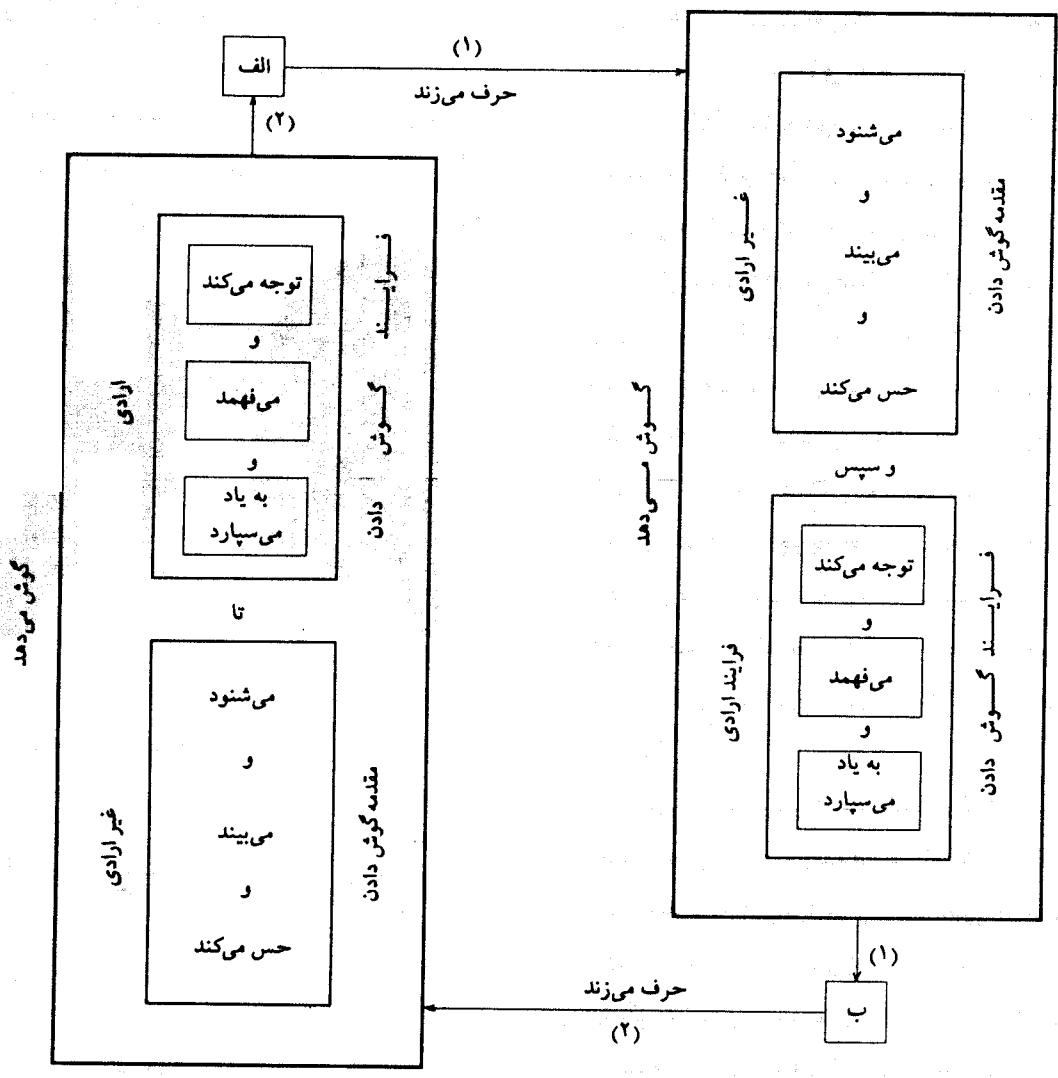 الف
(۱)
حرف می‌زند
مقدمه گوش دادن
می‌شنود
و
می‌بیند
و
حس می‌کند
غیر ارادی
و سپس
فرایند گوش دادن
توجه می‌کند
و
می‌فهمد
و
به یاد
می‌سپارد
فرایند ارادی
گوش می‌دهد
(۱)
ب
حرف می‌زند
(۲)
مقدمه گوش دادن
می‌شنود
و
می‌بیند
و
حس می‌کند
غیر ارادی
تا
فرایند گوش دادن
توجه می‌کند
و
می‌فهمد
و
به یاد
می‌سپارد
ارادی
گوش می‌دهد
(۲)